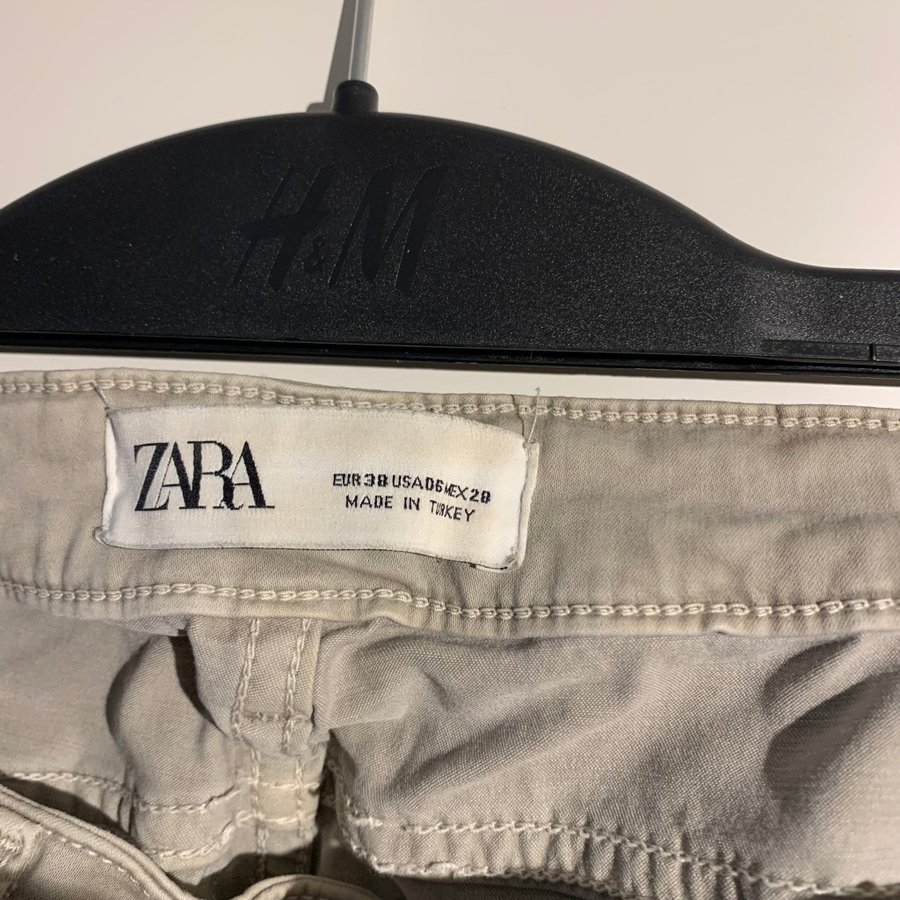 H&M
ZARA
EUR 38 USA 06 MEX 28
MADE IN TURKEY